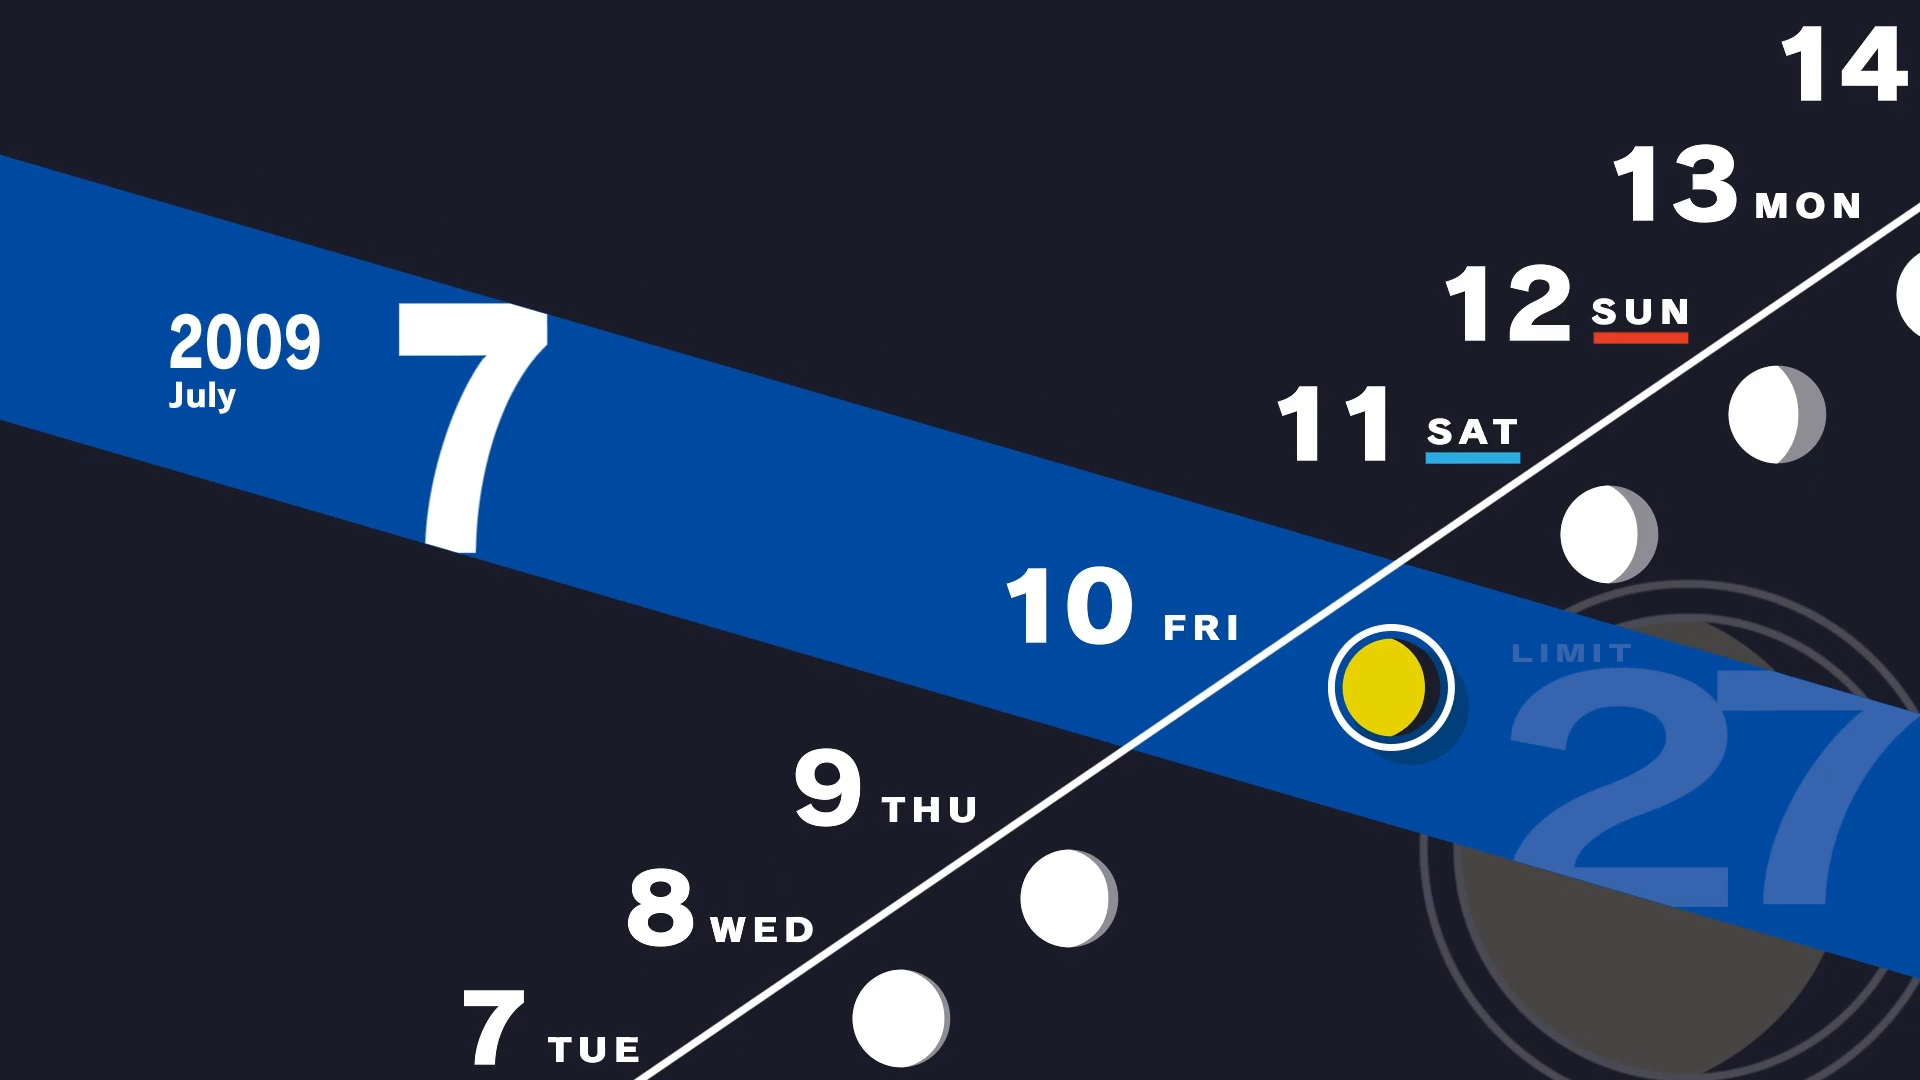 14
13 MON
12 SUN
11 SAT
2009
July
7
10 FRI
LIMIT
27
9 THU
8 WED
7 TUE